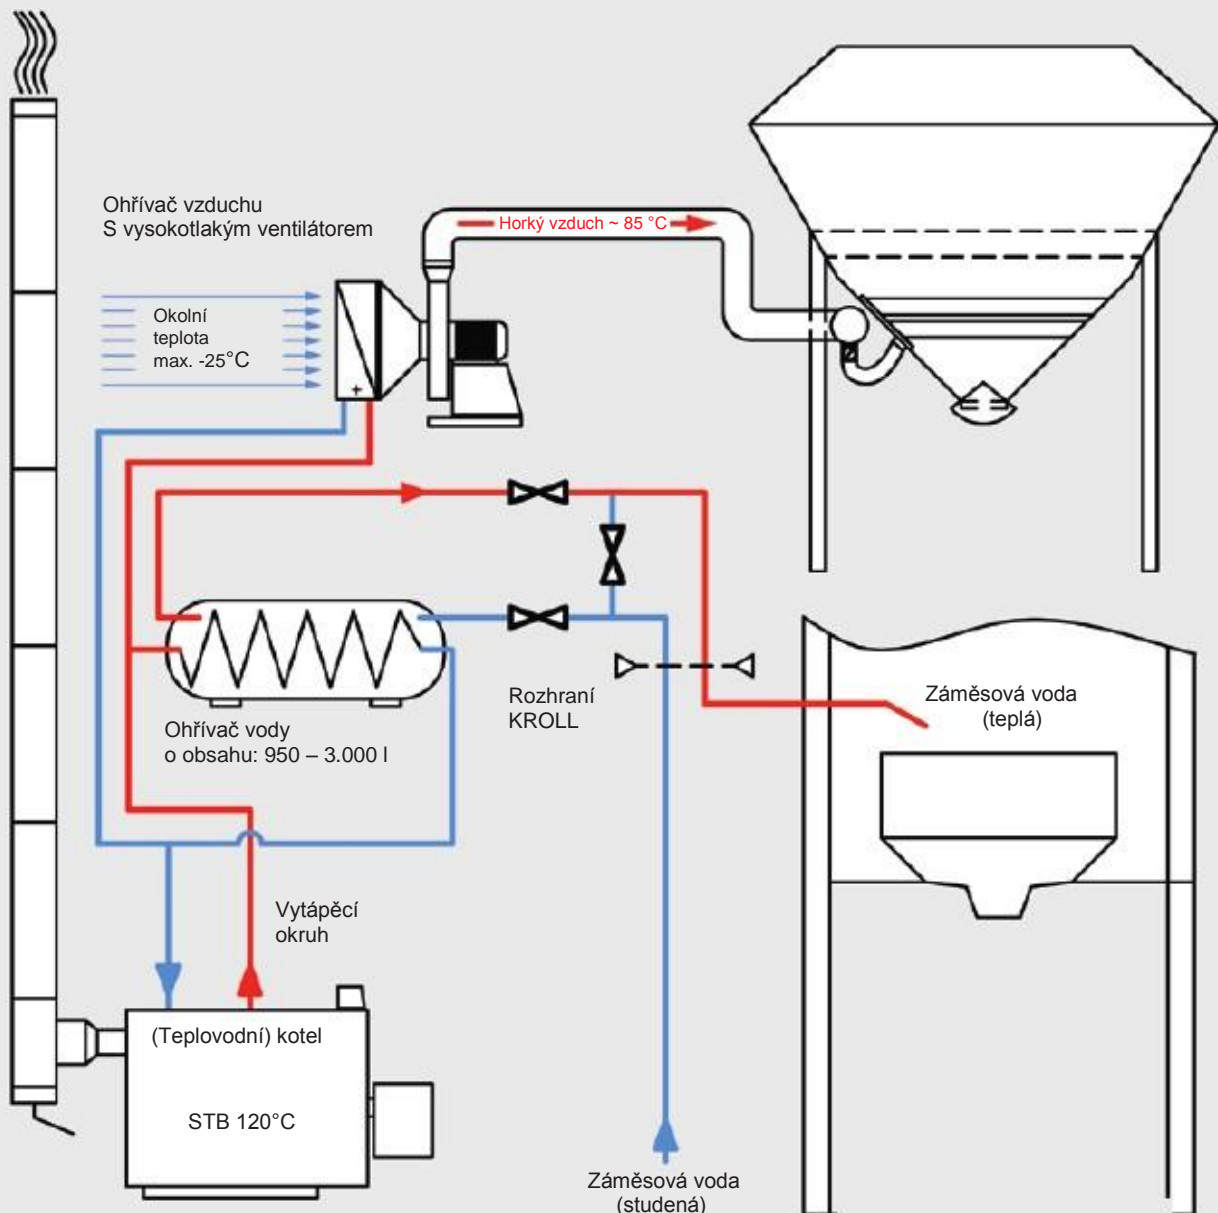 Ohřívač vzduchu
S vysokotlakým ventilátorem
Horký vzduch ~ 85 °C
Okolní
teplota
max. -25°C
Rozhraní
KROLL
Ohřívač vody
o obsahu: 950 – 3.000 l
Záměsová voda
(teplá)
Vytápěcí
okruh
(Teplovodní) kotel
STB 120°C
Záměsová voda
(studená)